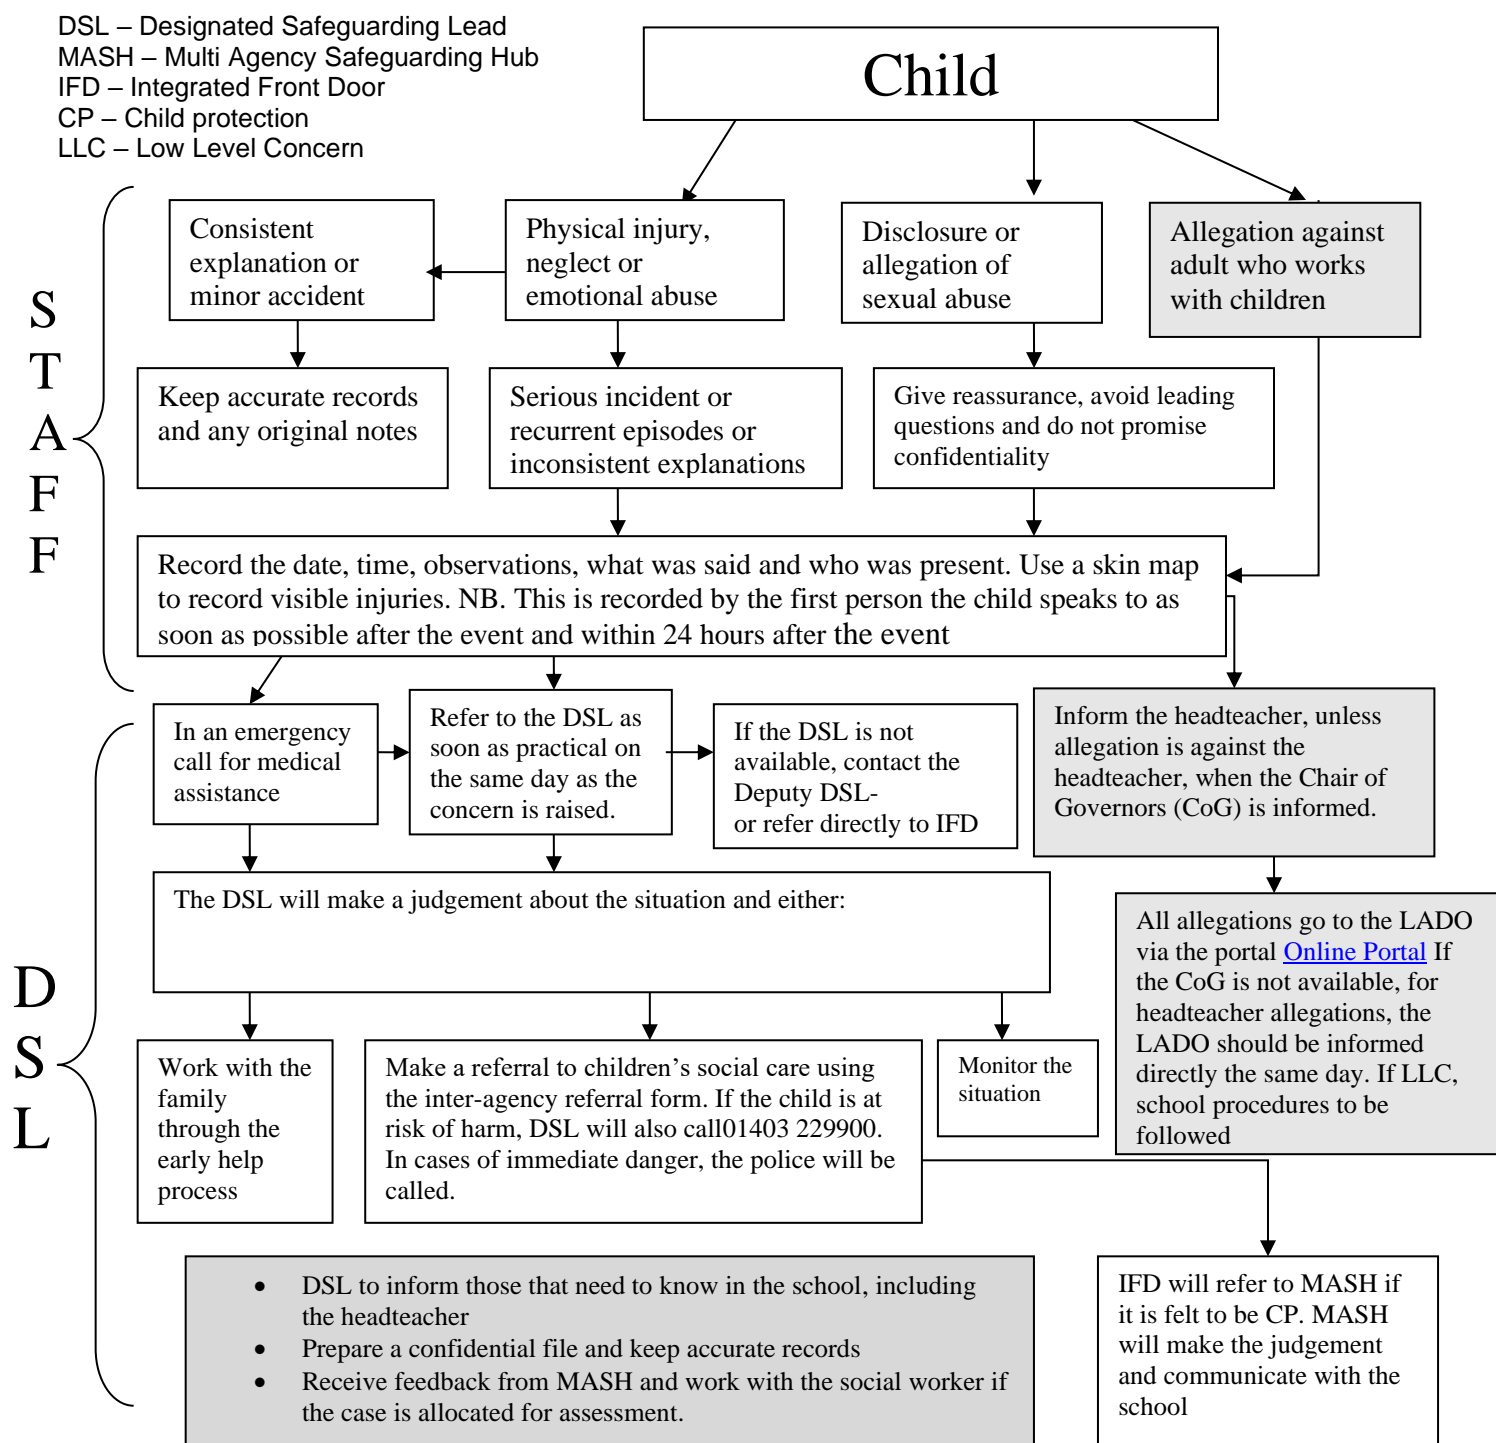 DSL – Designated Safeguarding Lead
MASH – Multi Agency Safeguarding Hub
IFD – Integrated Front Door
CP – Child protection
LLC – Low Level Concern
Child
S
T
A
F
F
Consistent
explanation or
minor accident
Physical injury,
neglect or
emotional abuse
Disclosure or
allegation of
sexual abuse
Allegation against
adult who works
with children
Keep accurate records
and any original notes
Serious incident or
recurrent episodes or
inconsistent explanations
Give reassurance, avoid leading
questions and do not promise
confidentiality
Record the date, time, observations, what was said and who was present. Use a skin map
to record visible injuries. NB. This is recorded by the first person the child speaks to as
soon as possible after the event and within 24 hours after the event
D
S
L
In an emergency
call for medical
assistance
Refer to the DSL as
soon as practical on
the same day as the
concern is raised.
If the DSL is not
available, contact the
Deputy DSL-
or refer directly to IFD
Inform the headteacher, unless
allegation is against the
headteacher, when the Chair of
Governors (CoG) is informed.
The DSL will make a judgement about the situation and either:
All allegations go to the LADO
via the portal Online Portal If
the CoG is not available, for
headteacher allegations, the
LADO should be informed
directly the same day. If LLC,
school procedures to be
followed
Work with the
family
through the
early help
process
Make a referral to children’s social care using
the inter-agency referral form. If the child is at
risk of harm, DSL will also call01403 229900.
In cases of immediate danger, the police will be
called.
Monitor the
situation
• DSL to inform those that need to know in the school, including
the headteacher
• Prepare a confidential file and keep accurate records
• Receive feedback from MASH and work with the social worker if
the case is allocated for assessment.
IFD will refer to MASH if
it is felt to be CP. MASH
will make the judgement
and communicate with the
school